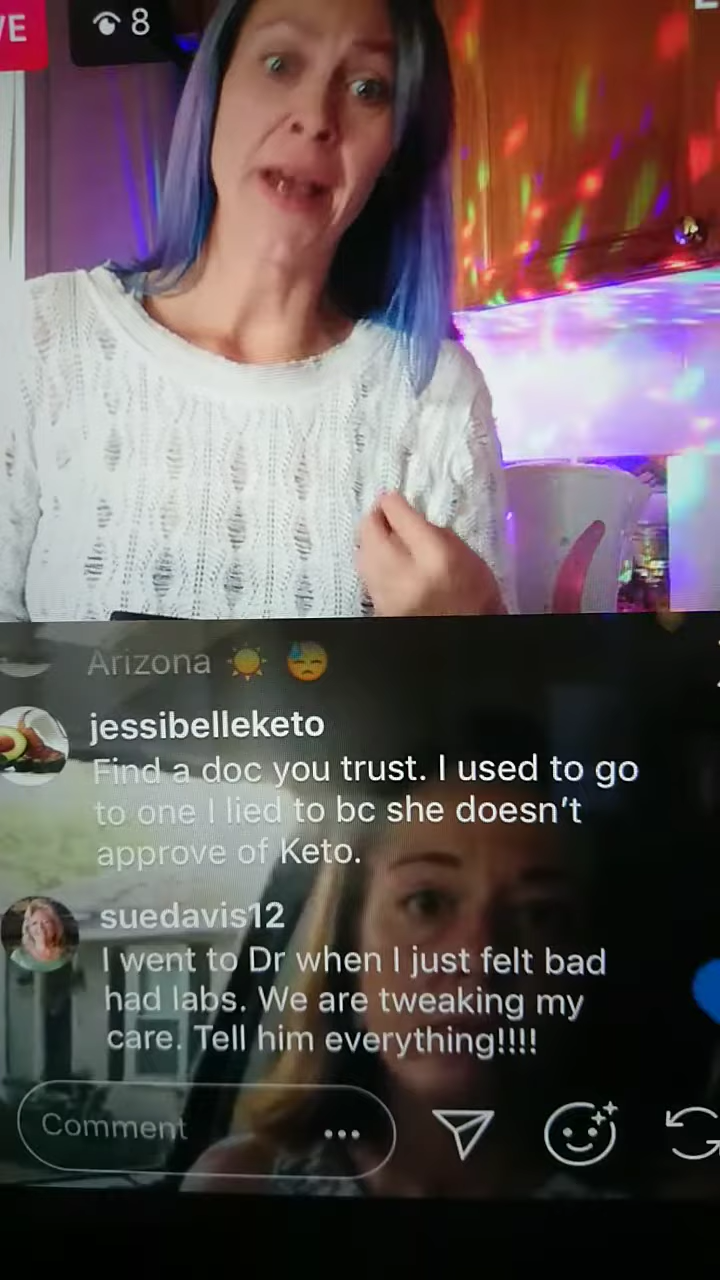 VE
8
Arizona ☀️ 😓
jessibelleketo
Find a doc you trust. I used to go
to one I lied to bc she doesn't
approve of Keto.
suedavis12
I went to Dr when I just felt bad
had labs. We are tweaking my
care. Tell him everything!!!!
Comment